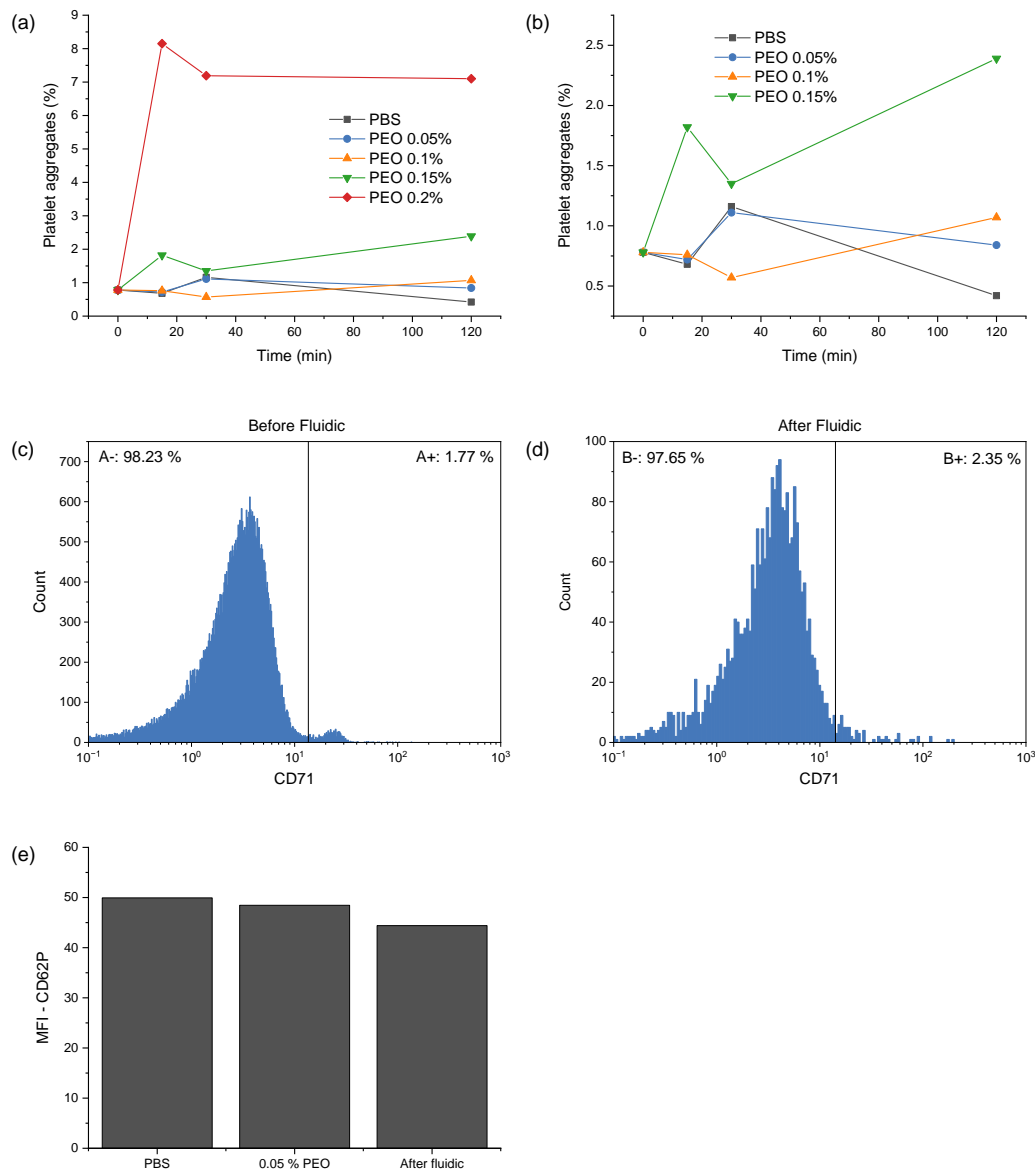 (a)
Platelet aggregates (%)
9
8
7
6
5
4
3
2
1
0
0 20 40 60 80 100 120
Time (min)
PBS
PEO 0.05%
PEO 0.1%
PEO 0.15%
PEO 0.2%
(b)
Platelet aggregates (%)
2.5
2.0
1.5
1.0
0.5
0 20 40 60 80 100 120
Time (min)
PBS
PEO 0.05%
PEO 0.1%
PEO 0.15%
(c)
Before Fluidic
A-: 98.23 % A+: 1.77 %
Count
700
600
500
400
300
200
100
0
10-1 100 101 102 103
CD71
(d)
After Fluidic
B-: 97.65 % B+: 2.35 %
Count
100
80
60
40
20
0
10-1 100 101 102 103
CD71
(e)
MFI - CD62P
60
50
40
30
20
10
0
PBS 0.05 % PEO After fluidic